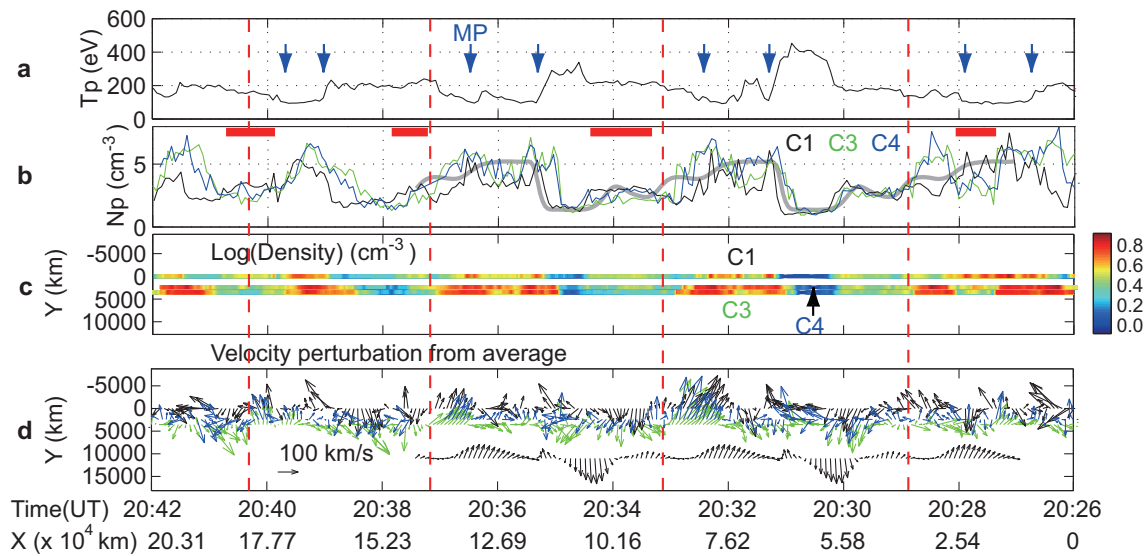 600
MP
400
a
Tp (eV)
200
0
C1 C3 C4
5
b
Np (cm-3)
0
Log(Density) (cm-3 )
C1
-5000
0
c
Y (km)
5000
10000
C3
C4
0.8
0.6
0.4
0.2
0.0
Velocity perturbation from average
-5000
0
d
Y (km)
5000
10000
15000
100 km/s
Time(UT) 20:42 20:40 20:38 20:36 20:34 20:32 20:30 20:28 20:26
X (x 10^4 km) 20.31 17.77 15.23 12.69 10.16 7.62 5.58 2.54 0